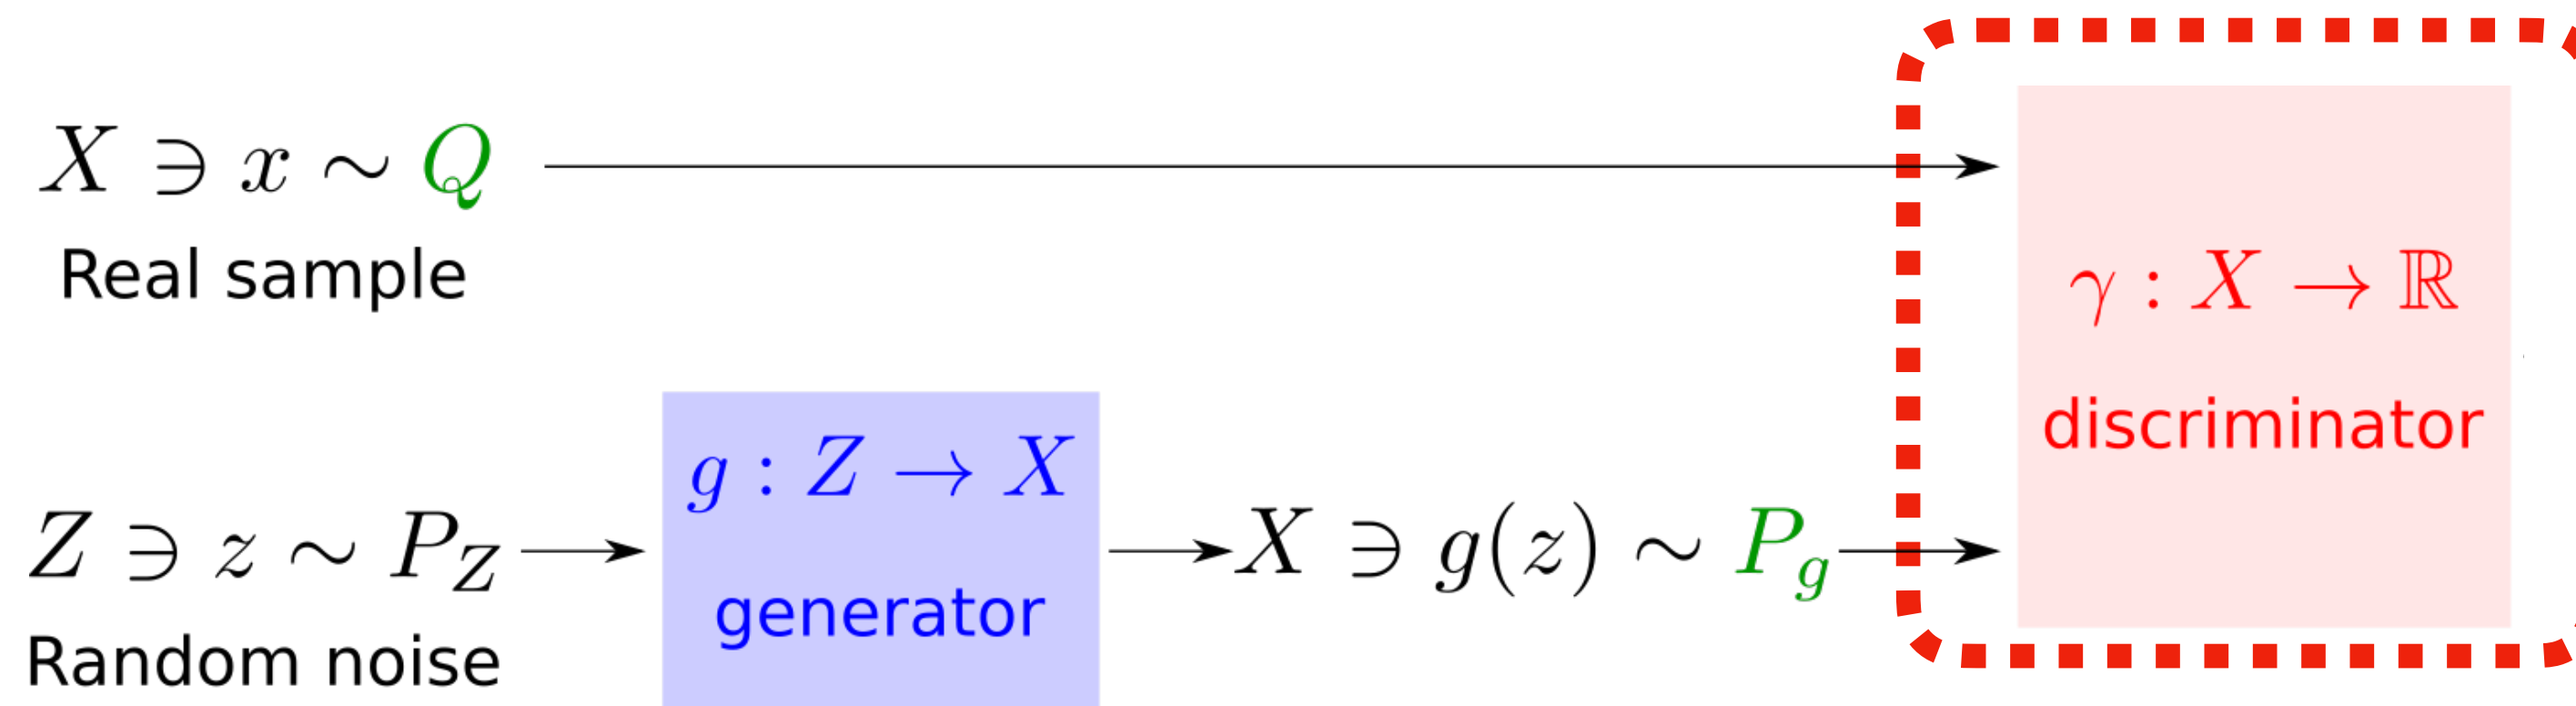 X ∋ x ∼ Q
Real sample
γ : X → ℝ
discriminator
g : Z → X
generator
Z ∋ z ∼ P_Z
Random noise
X ∋ g(z) ∼ P_g